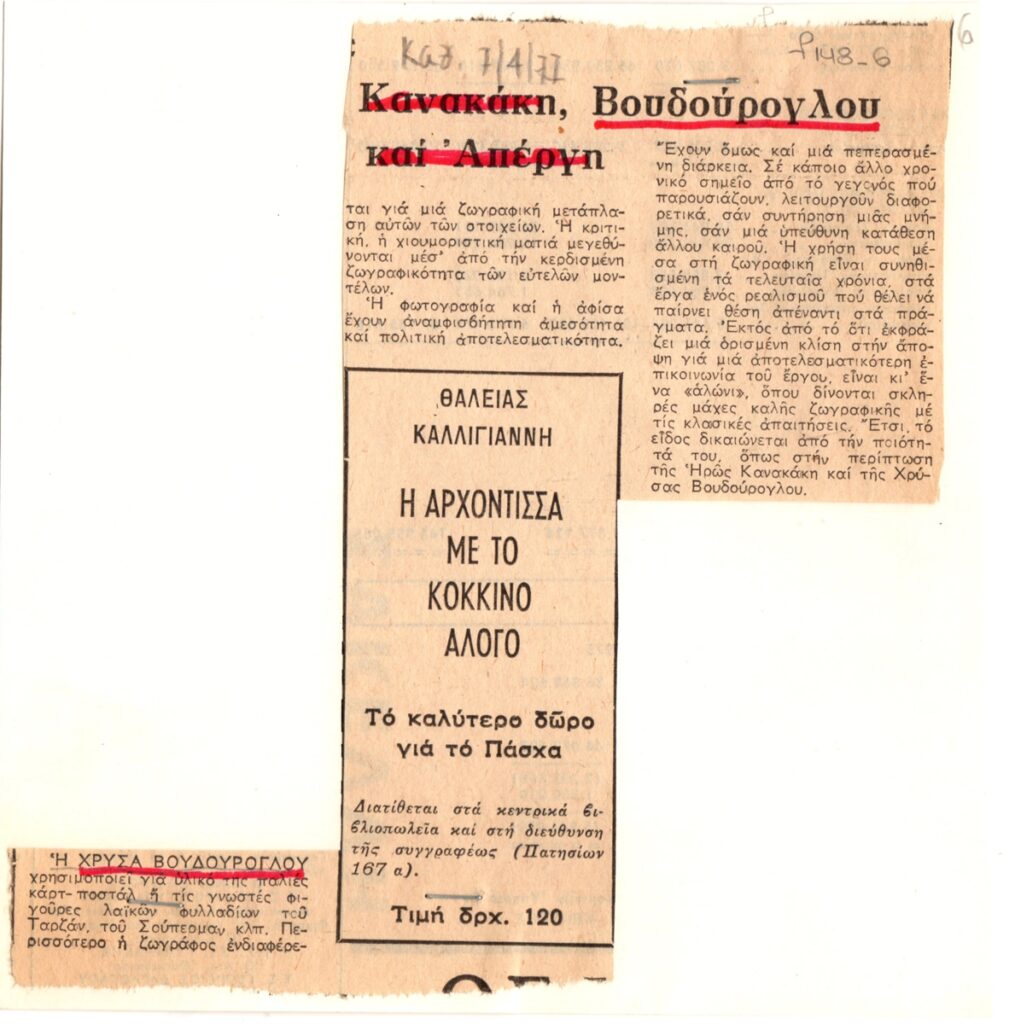 Καθ. 7/4/77
φ148-6
6
Κανακάκη, Βουδούρογλου
καί Ἀπέργη
Ἡ ΧΡΥΣΑ ΒΟΥΔΟΥΡΟΓΛΟΥ
χρησιμοποιεῖ γιά ὑλικό της παλιές
κάρτ-ποστάλ ἤ τίς γνωστές φι-
γοῦρες λαϊκῶν φυλλαδίων τοῦ
Ταρζάν, τοῦ Σούπερμαν κλπ. Πε-
ρισσότερο ἡ ζωγράφος ἐνδιαφέρε-
ται γιά μιά ζωγραφική μετάπλα-
ση αὐτῶν τῶν στοιχείων. Ἡ κριτι-
κή, ἡ χιουμοριστική ματιά μεγεθύ-
νονται μέσ' ἀπό τήν κερδισμένη
ζωγραφικότητα τῶν εὐτελῶν μον-
τέλων.
Ἡ φωτογραφία καί ἡ ἀφίσα
ἔχουν ἀναμφισβήτητη ἀμεσότητα
καί πολιτική ἀποτελεσματικότητα.
Ἔχουν ὅμως καί μιά πεπερασμέ-
νη διάρκεια. Σέ κάποιο ἄλλο χρο-
νικό σημεῖο ἀπό τό γεγονός πού
παρουσιάζουν, λειτουργοῦν διαφο-
ρετικά, σάν συντήρηση μιᾶς μνή-
μης, σάν μιά ὑπεύθυνη κατάθεση
ἄλλου καιροῦ. Ἡ χρήση τους μέ-
σα στή ζωγραφική εἶναι συνηθι-
σμένη τά τελευταῖα χρόνια, στά
ἔργα ἑνός ρεαλισμοῦ πού θέλει νά
παίρνει θέση ἀπέναντι στά πρά-
γματα. Ἐκτός ἀπό τό ὅτι ἐκφρά-
ζει μιά ὁρισμένη κλίση στήν ἄπο-
ψη γιά μιά ἀποτελεσματικότερη ἐ-
πικοινωνία τοῦ ἔργου, εἶναι κι' ἕ-
να «ἁλώνι», ὅπου δίνονται σκλη-
ρές μάχες καλῆς ζωγραφικῆς μέ
τίς κλασικές ἀπαιτήσεις. Ἔτσι, τό
εἶδος δικαιώνεται ἀπό τήν ποιότη-
τά του, ὅπως στήν περίπτωση
τῆς Ἡρῶς Κανακάκη καί τῆς Χρύ-
σας Βουδούρογλου.
ΘΑΛΕΙΑΣ
ΚΑΛΛΙΓΙΑΝΝΗ
Η ΑΡΧΟΝΤΙΣΣΑ
ΜΕ ΤΟ
ΚΟΚΚΙΝΟ
ΑΛΟΓΟ
Τό καλύτερο δῶρο
γιά τό Πάσχα
Διατίθεται στά κεντρικά βι-
βλιοπωλεῖα καί στή διεύθυνση
τῆς συγγραφέως (Πατησίων
167 α).
Τιμή δρχ. 120